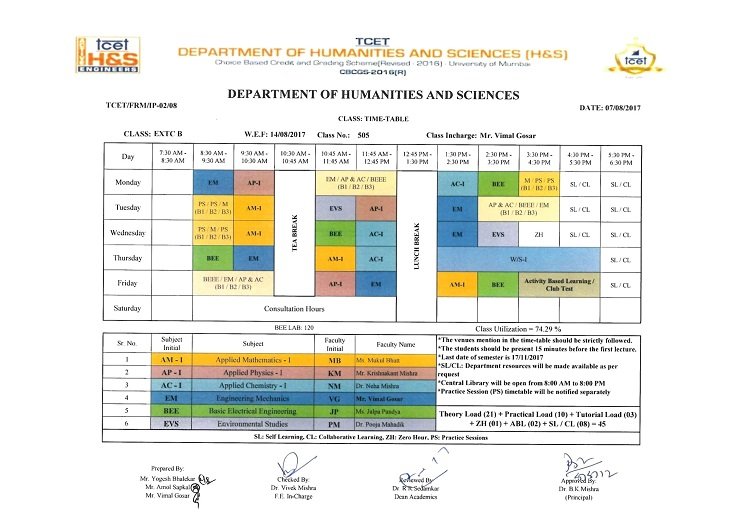 tcet
H&S
ENGINEERS
TCET
DEPARTMENT OF HUMANITIES AND SCIENCES (H&S)
Choice Based Credit and Grading Scheme(Revised - 2016) - University of Mumbai
CBCGS-2016(R)
tcet
DEPARTMENT OF HUMANITIES AND SCIENCES
TCET/FRM/IP-02/08
DATE: 07/08/2017
CLASS: TIME-TABLE
CLASS: EXTC B W.E.F: 14/08/2017 Class No.: 505 Class Incharge: Mr. Vimal Gosar
Day 7:30 AM - 8:30 AM 8:30 AM - 9:30 AM 9:30 AM - 10:30 AM 10:30 AM - 10:45 AM 10:45 AM - 11:45 AM 11:45 AM - 12:45 PM 12:45 PM - 1:30 PM 1:30 PM - 2:30 PM 2:30 PM - 3:30 PM 3:30 PM - 4:30 PM 4:30 PM - 5:30 PM 5:30 PM - 6:30 PM
Monday EM AP-I EM / AP & AC / BEEE (B1 / B2 / B3) AC-I BEE M / PS / PS (B1 / B2 / B3) SL / CL SL / CL
Tuesday PS / PS / M (B1 / B2 / B3) AM-I EVS AP-I EM AP & AC / BEEE / EM (B1 / B2 / B3) SL / CL SL / CL
TEA BREAK
LUNCH BREAK
Wednesday PS / M / PS (B1 / B2 / B3) AM-I BEE AC-I EM EVS ZH SL / CL SL / CL
Thursday BEE EM AM-I AC-I W/S-I SL / CL
Friday BEEE / EM / AP & AC (B1 / B2 / B3) AP-I EM AM-I BEE Activity Based Learning / Club Test SL / CL
Saturday Consultation Hours
BEE LAB: 120 Class Utilization = 74.29 %
Sr. No. Subject Initial Subject Faculty Initial Faculty Name
1 AM - I Applied Mathematics - I MB Ms. Mukul Bhatt
2 AP - I Applied Physics - I KM Mr. Krishnakant Mishra
3 AC - I Applied Chemistry - I NM Dr. Neha Mishra
4 EM Engineering Mechanics VG Mr. Vimal Gosar
5 BEE Basic Electrical Engineering JP Ms. Jalpa Pandya
6 EVS Environmental Studies PM Dr. Pooja Mahadik
*The venues mention in the time-table should be strictly followed.
*The students should be present 15 minutes before the first lecture.
*Last date of semester is 17/11/2017
*SL/CL: Department resources will be made available as per
request
*Central Library will be open from 8:00 AM to 8:00 PM
*Practice Session (PS) timetable will be notified separately
Theory Load (21) + Practical Load (10) + Tutorial Load (03)
+ ZH (01) + ABL (02) + SL / CL (08) = 45
SL: Self Learning, CL: Collaborative Learning, ZH: Zero Hour, PS: Practice Sessions
Prepared By:
Mr. Yogesh Bhalekar
Mr. Amol Sapkal
Mr. Vimal Gosar
Checked By:
Dr. Vivek Mishra
F.E. In-Charge
Reviewed By
Dr. R R Sedamkar
Dean Academics
Approved By:
Dr. B K Mishra
(Principal)